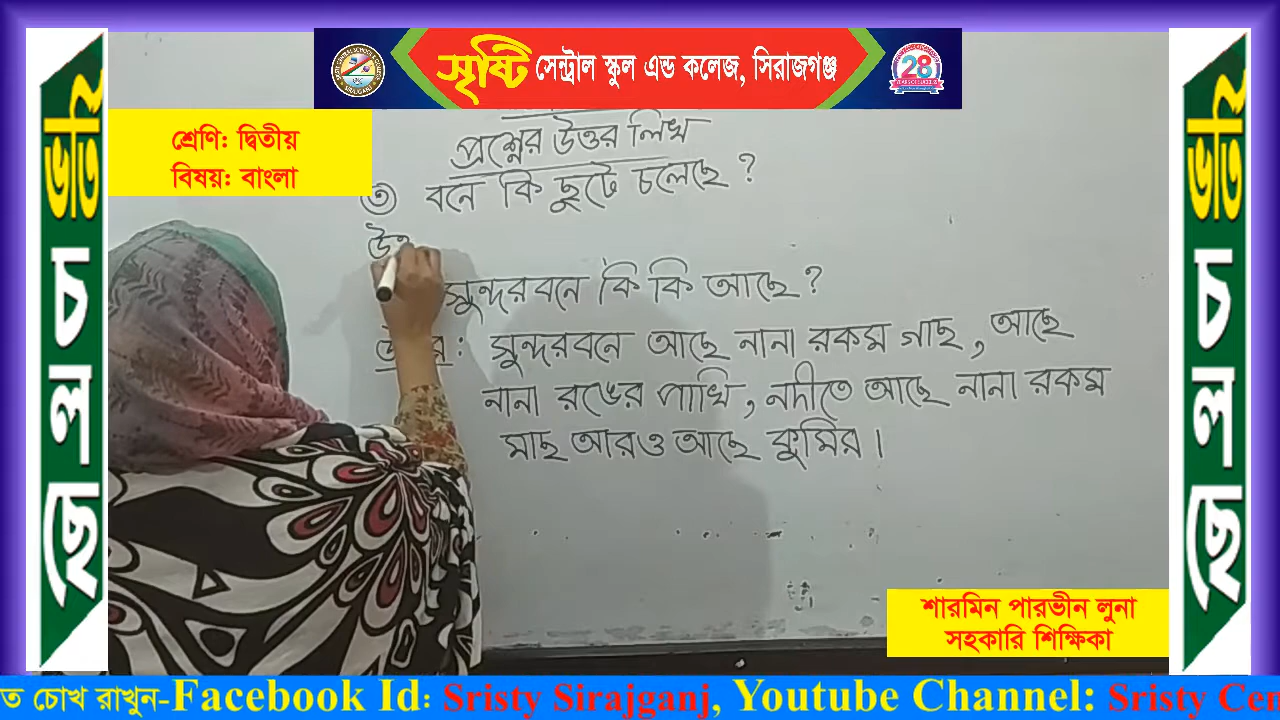 সৃষ্টি সেন্ট্রাল স্কুল এন্ড কলেজ, সিরাজগঞ্জ
28
শ্রেণি: দ্বিতীয়
বিষয়: বাংলা
ভর্তি চলছে
প্রশ্নের উত্তর লিখ
ক বনে কি ছুটে চলেছে ?
উত্ত
সুন্দরবনে কি কি আছে ?
উত্তর : সুন্দরবনে আছে নানা রকম গাছ, আছে
নানা রঙের পাখি, নদীতে আছে নানা রকম
মাছ আরও আছে কুমির।
ভর্তি চলছে
শারমিন পারভীন লুনা
সহকারি শিক্ষিকা
ত চোখ রাখুন-Facebook Id: Sristy Sirajganj, Youtube Channel: Sristy Cen